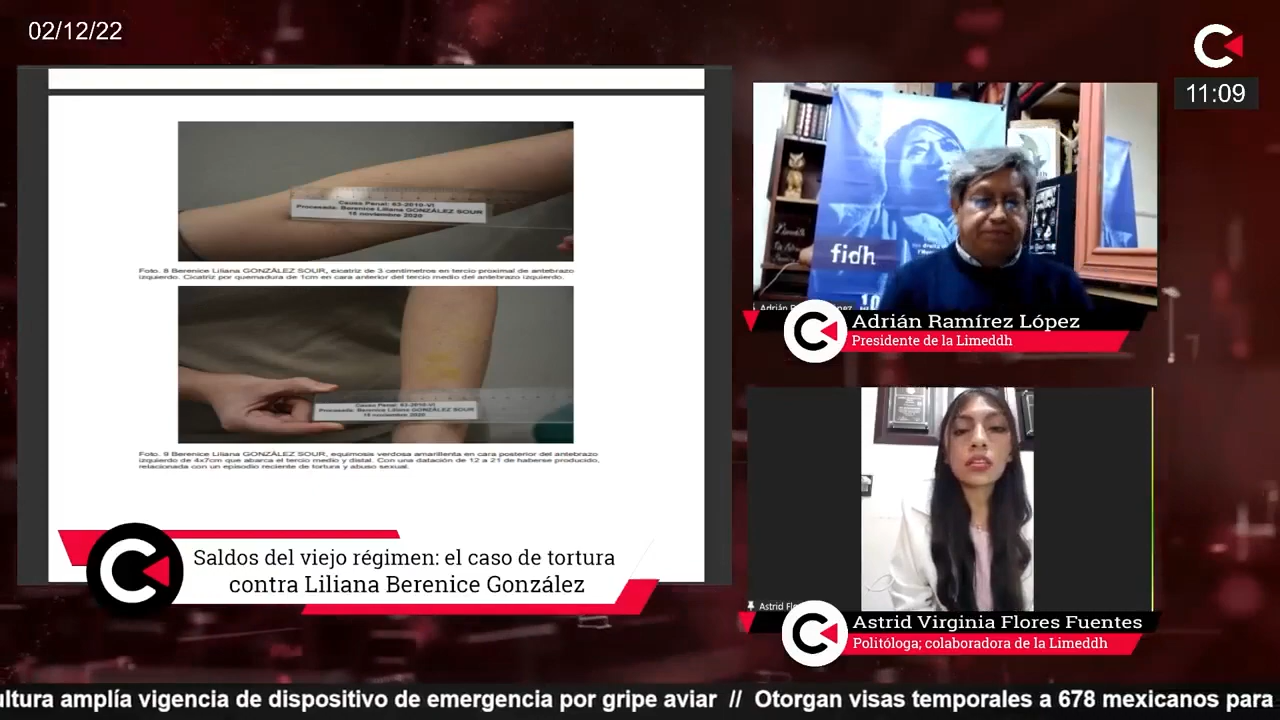 02/12/22
11:09
Causa Penal: 63-2010-VI
Procesada: Berenice Liliana GONZÁLEZ SOUR
16 noviembre 2020
Foto. 8 Berenice Liliana GONZÁLEZ SOUR, cicatriz de 3 centímetros en tercio proximal de antebrazo
izquierdo. Cicatriz por quemadura de 1cm en cara anterior del tercio medio del antebrazo izquierdo.
Causa Penal: 63-2010-VI
Procesada: Berenice Liliana GONZÁLEZ SOUR
16 noviembre 2020
Foto. 9 Berenice Liliana GONZÁLEZ SOUR, equimosis verdosa amarillenta en cara posterior del antebrazo
izquierdo de 4x7cm que abarca el tercio medio y distal. Con una datación de 12 a 21 de haberse producido,
relacionada con un episodio reciente de tortura y abuso sexual.
Saldos del viejo régimen: el caso de tortura
contra Liliana Berenice González
fidh
10
Adrián Ramírez López
Presidente de la Limeddh
Astrid Flo
Astrid Virginia Flores Fuentes
Politóloga; colaboradora de la Limeddh
ultura amplía vigencia de dispositivo de emergencia por gripe aviar // Otorgan visas temporales a 678 mexicanos para